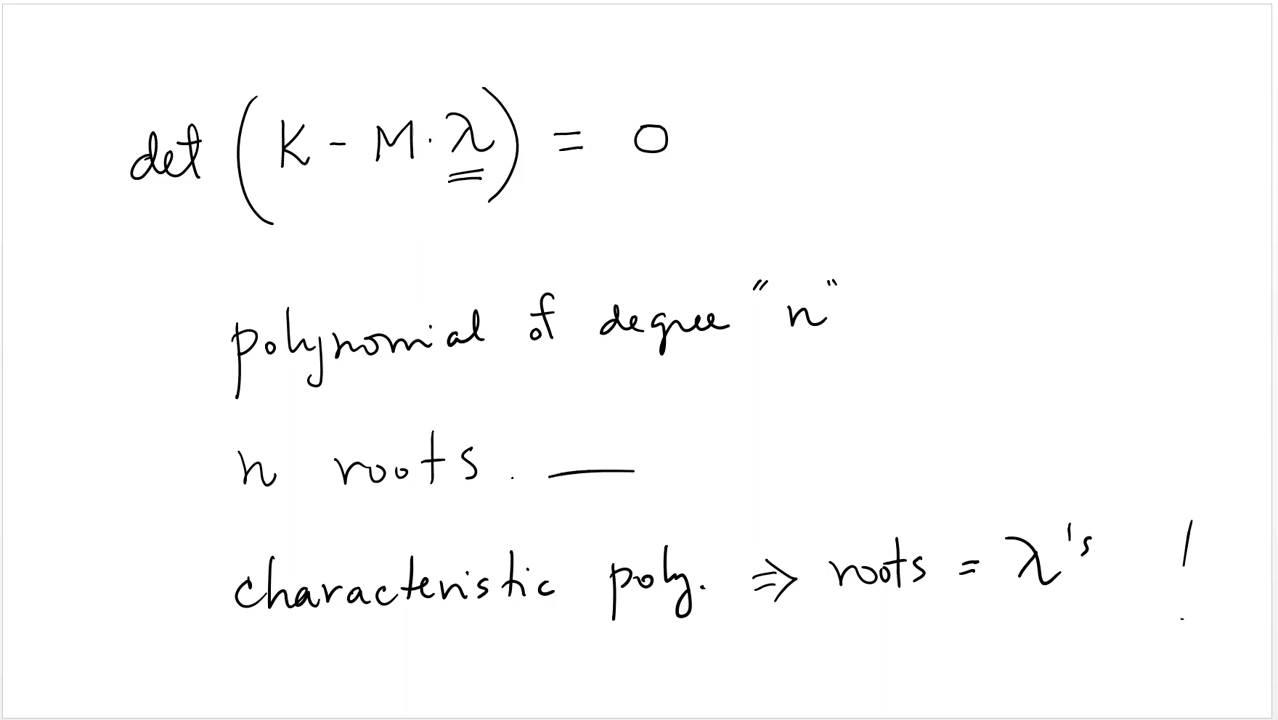 det (K - M · λ) = 0
polynomial of degree "n"
n roots. —
characteristic poly. ⇒ roots = λ's !